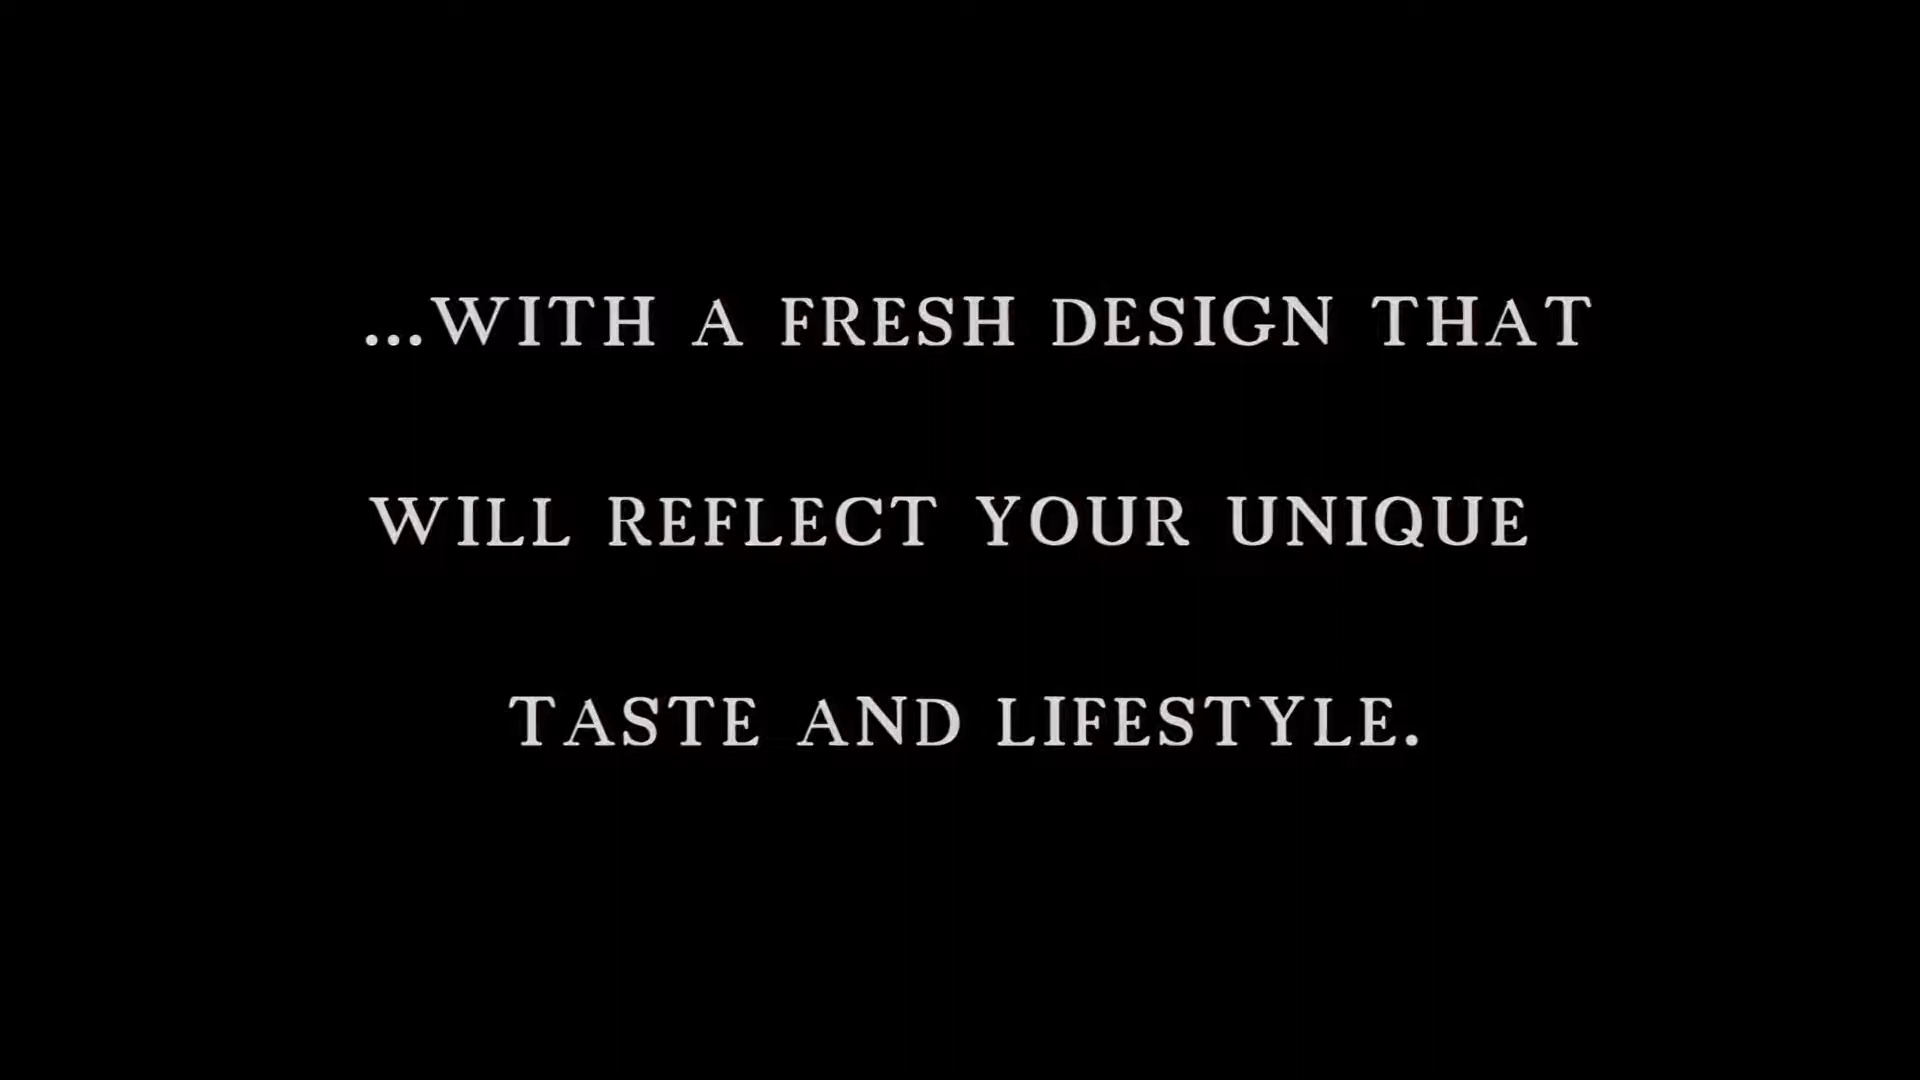 ...WITH A FRESH DESIGN THAT
WILL REFLECT YOUR UNIQUE
TASTE AND LIFESTYLE.